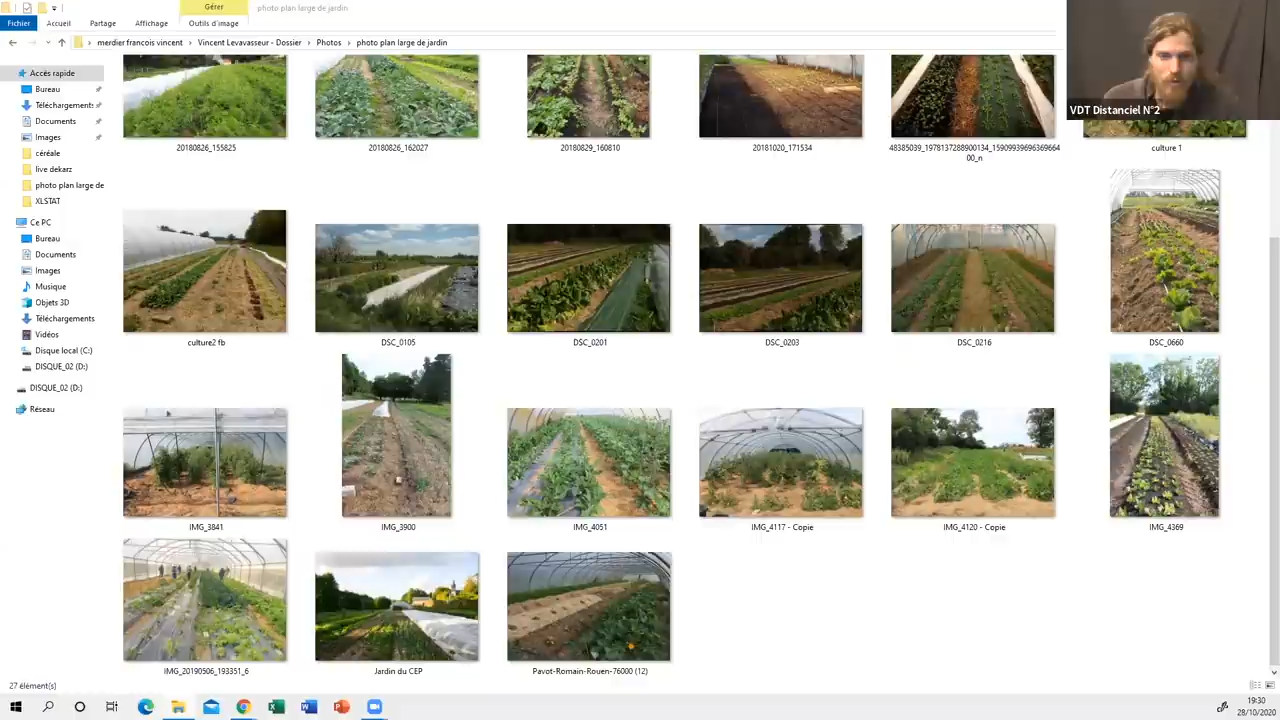 Gérer
photo plan large de jardin
Fichier
Accueil
Partage
Affichage
Outils d'image
merdier francois vincent
Vincent Levavasseur - Dossier
Photos
photo plan large de jardin
VDT Distanciel N°2
Accès rapide
Bureau
Téléchargements
Documents
Images
céréale
live dekarz
photo plan large de
XLSTAT
Ce PC
Bureau
Documents
Images
Musique
Objets 3D
Téléchargements
Vidéos
Disque local (C:)
DISQUE_02 (D:)
DISQUE_02 (D:)
Réseau
20180826_155825
20180826_162027
20180829_160810
20181020_171534
48385039_1978137288900134_15909939696369664
00_n
culture 1
culture2 fb
DSC_0105
DSC_0201
DSC_0203
DSC_0216
DSC_0660
IMG_3841
IMG_3900
IMG_4051
IMG_4117 - Copie
IMG_4120 - Copie
IMG_4369
IMG_20190506_193351_6
Jardin du CEP
Pavot-Romain-Rouen-76000 (12)
27 élément(s)
19:30
28/10/2020